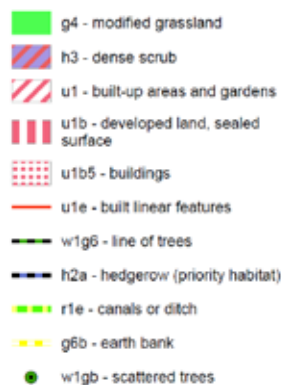 g4 - modified grassland
h3 - dense scrub
u1 - built-up areas and gardens
u1b - developed land, sealed
surface
u1b5 - buildings
u1e - built linear features
w1g6 - line of trees
h2a - hedgerow (priority habitat)
r1e - canals or ditch
g6b - earth bank
w1gb - scattered trees